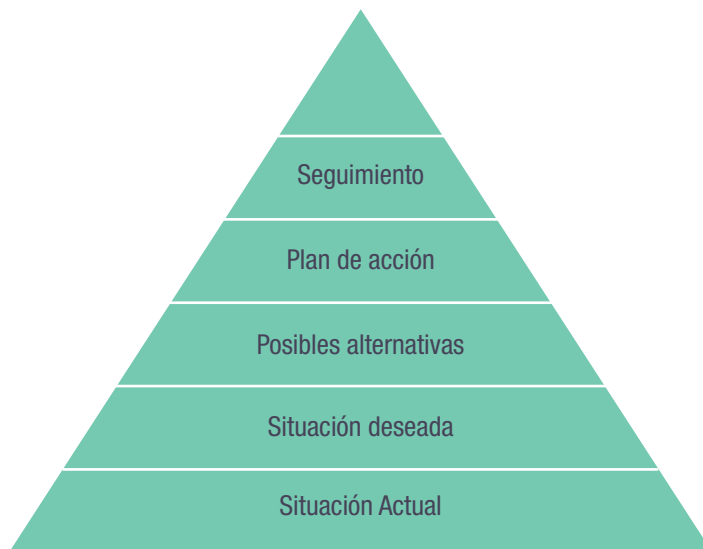 Seguimiento
Plan de acción
Posibles alternativas
Situación deseada
Situación Actual